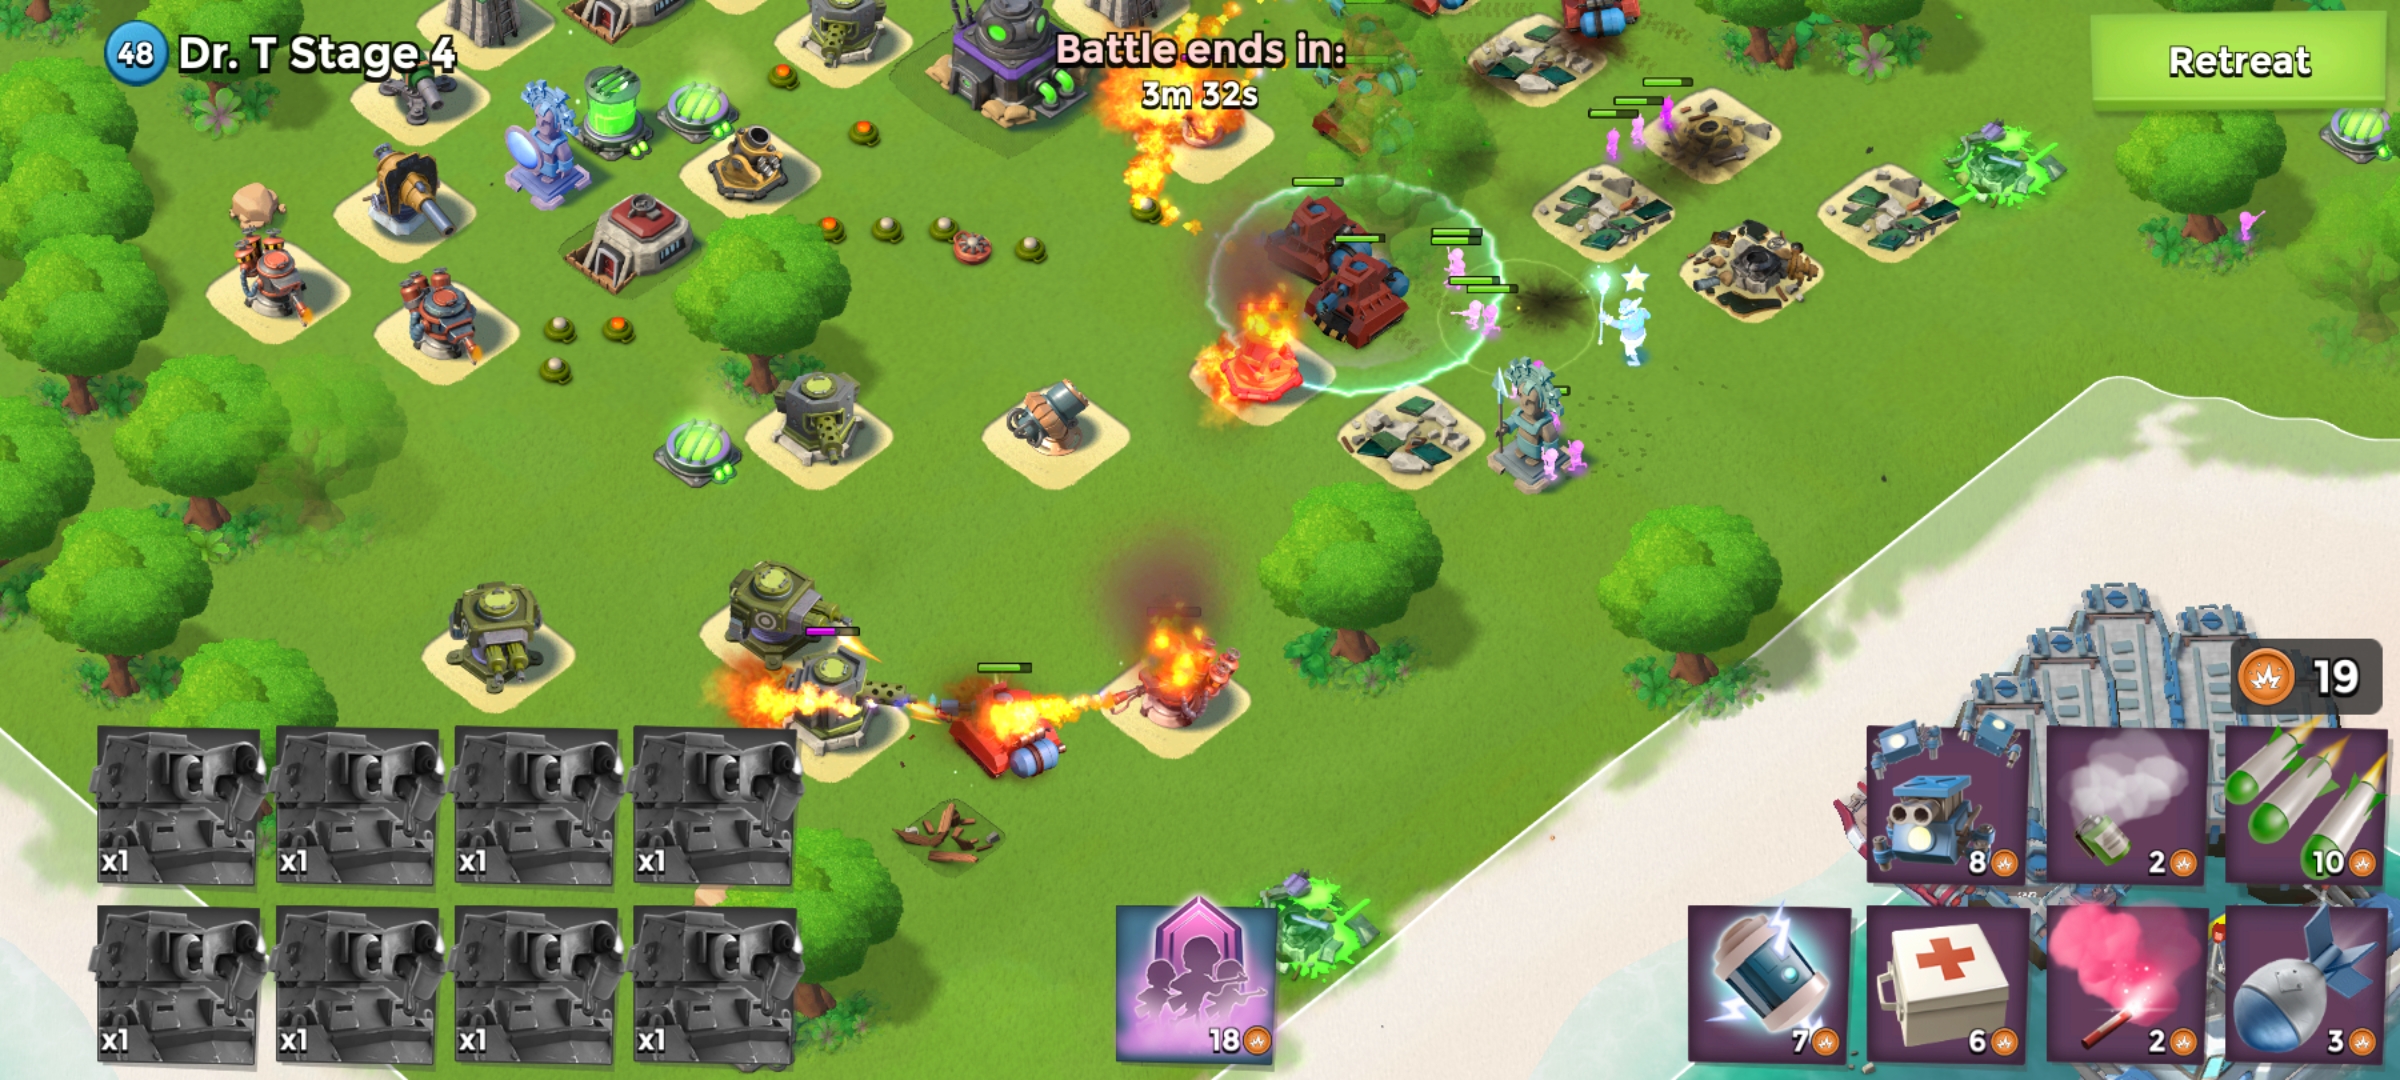 48 Dr. T Stage 4
Battle ends in:
3m 32s
Retreat
19
x1 x1 x1 x1
8 2 10
x1 x1 x1 x1
18
7 6 2 3